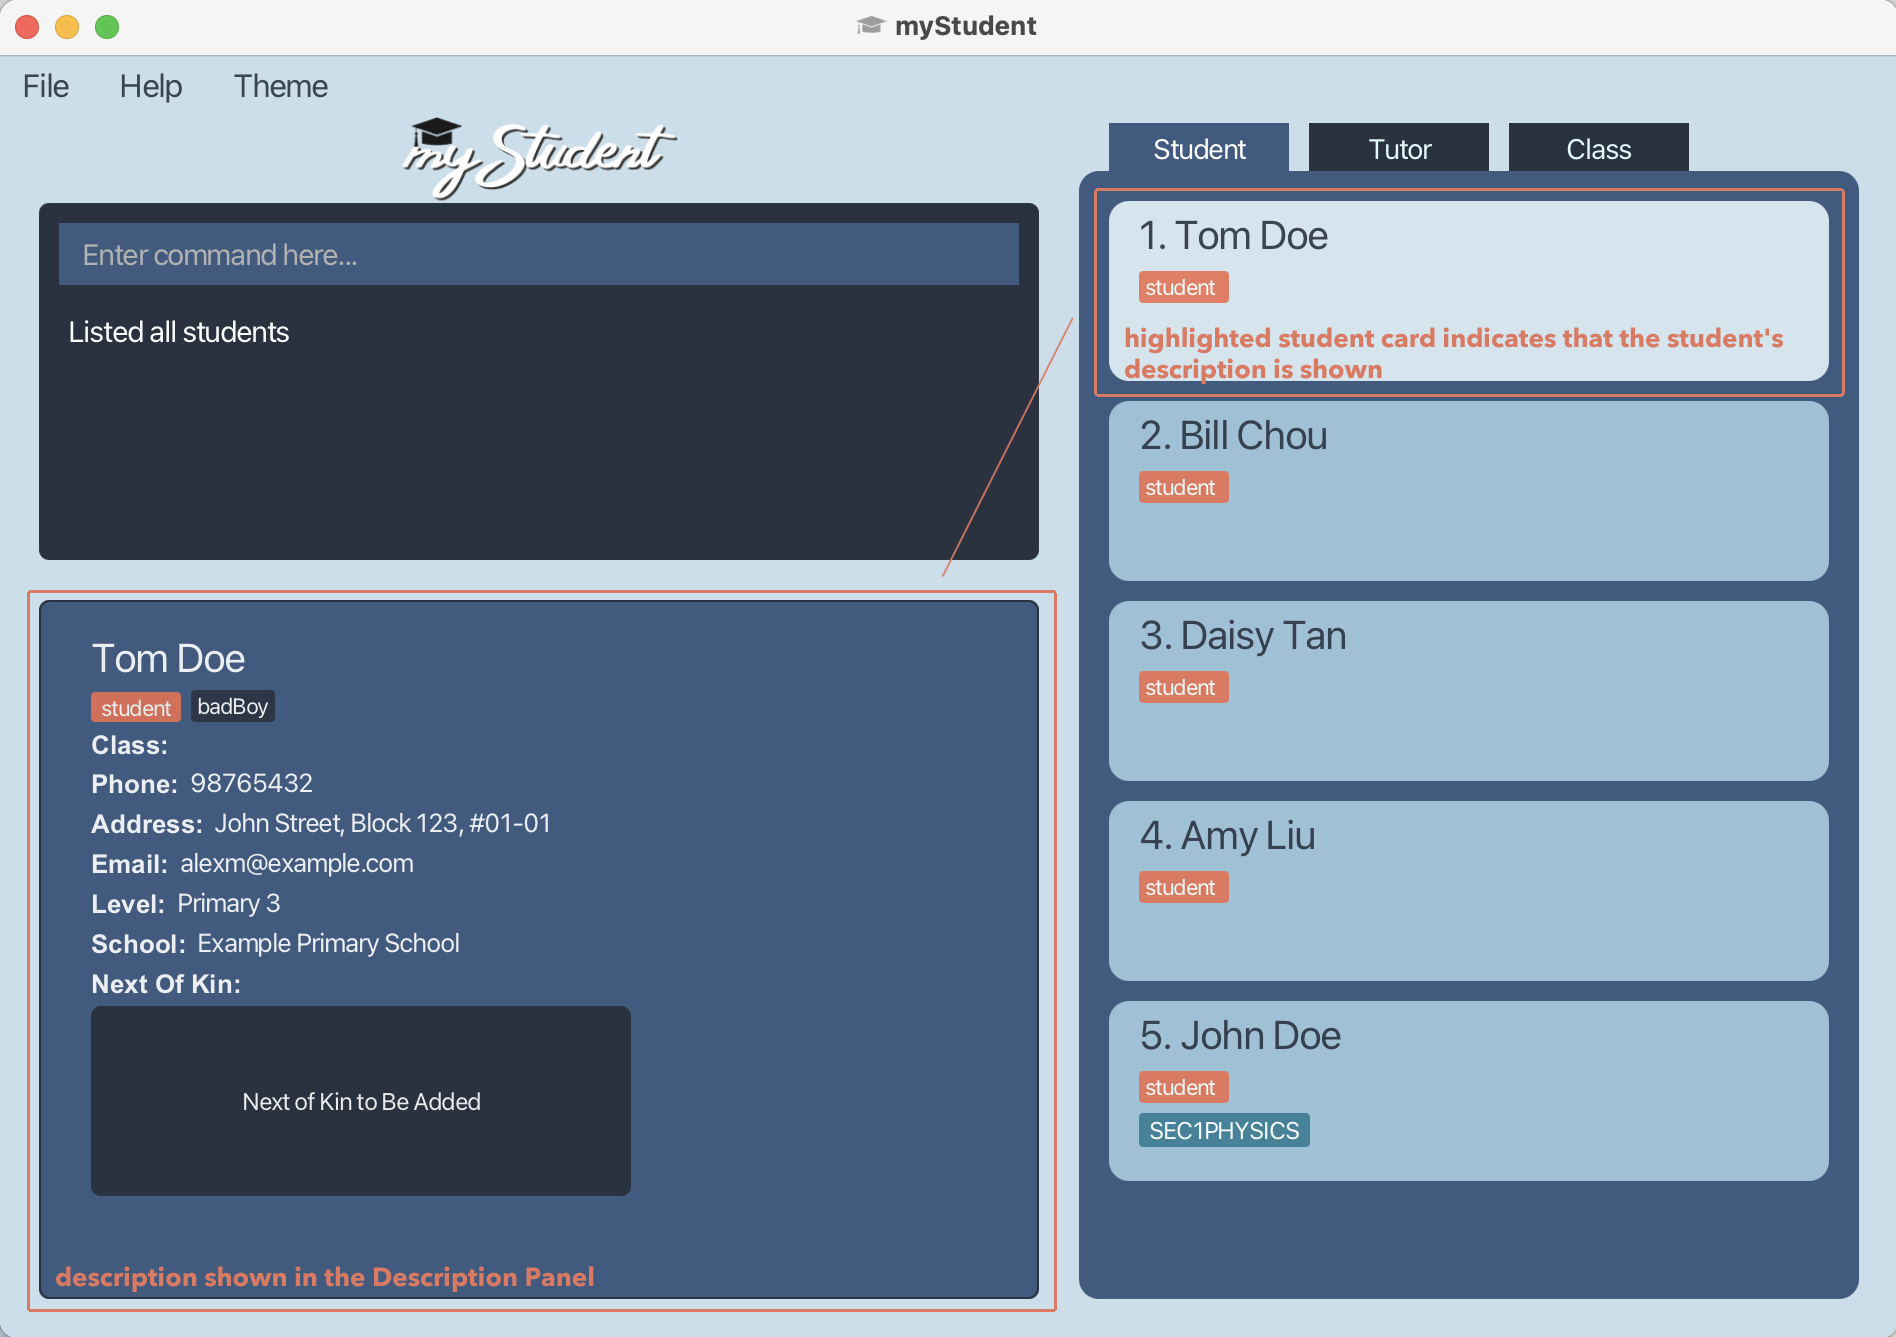 myStudent
File Help Theme
myStudent
Enter command here...
Listed all students
Tom Doe
student badBoy
Class:
Phone: 98765432
Address: John Street, Block 123, #01-01
Email: alexm@example.com
Level: Primary 3
School: Example Primary School
Next Of Kin:
Next of Kin to Be Added
description shown in the Description Panel
Student Tutor Class
1. Tom Doe
student
highlighted student card indicates that the student's
description is shown
2. Bill Chou
student
3. Daisy Tan
student
4. Amy Liu
student
5. John Doe
student
SEC1PHYSICS